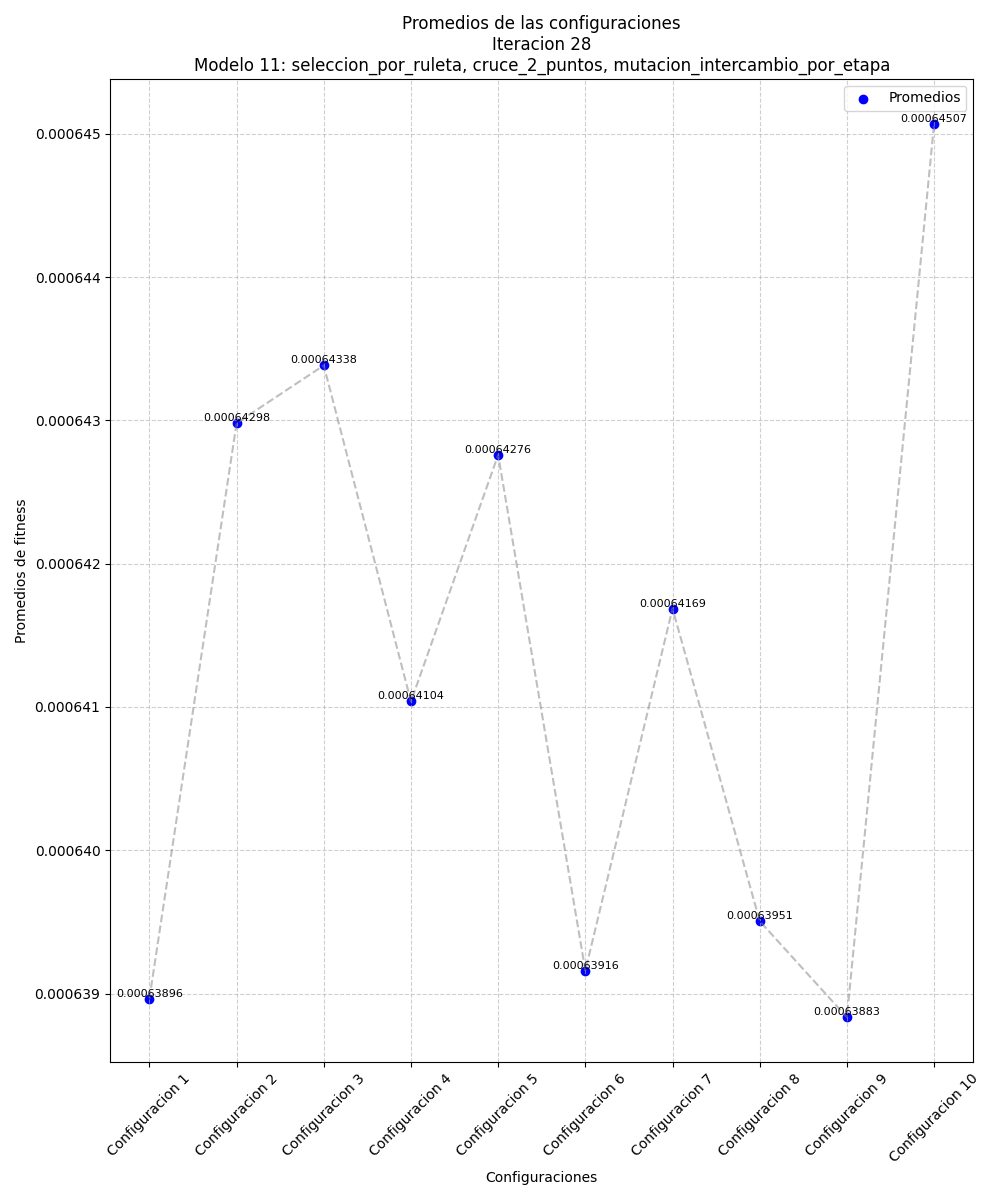 Promedios de las configuraciones
Iteracion 28
Modelo 11: seleccion_por_ruleta, cruce_2_puntos, mutacion_intercambio_por_etapa
Promedios
0.00064507
0.000645
0.000644
0.00064338
0.00064298
0.000643
0.00064276
0.000642
0.00064169
0.00064104
0.000641
0.000640
0.00063951
0.00063916
0.00063896
0.000639
0.00063883
Promedios de fitness
Configuracion 1
Configuracion 2
Configuracion 3
Configuracion 4
Configuracion 5
Configuracion 6
Configuracion 7
Configuracion 8
Configuracion 9
Configuracion 10
Configuraciones